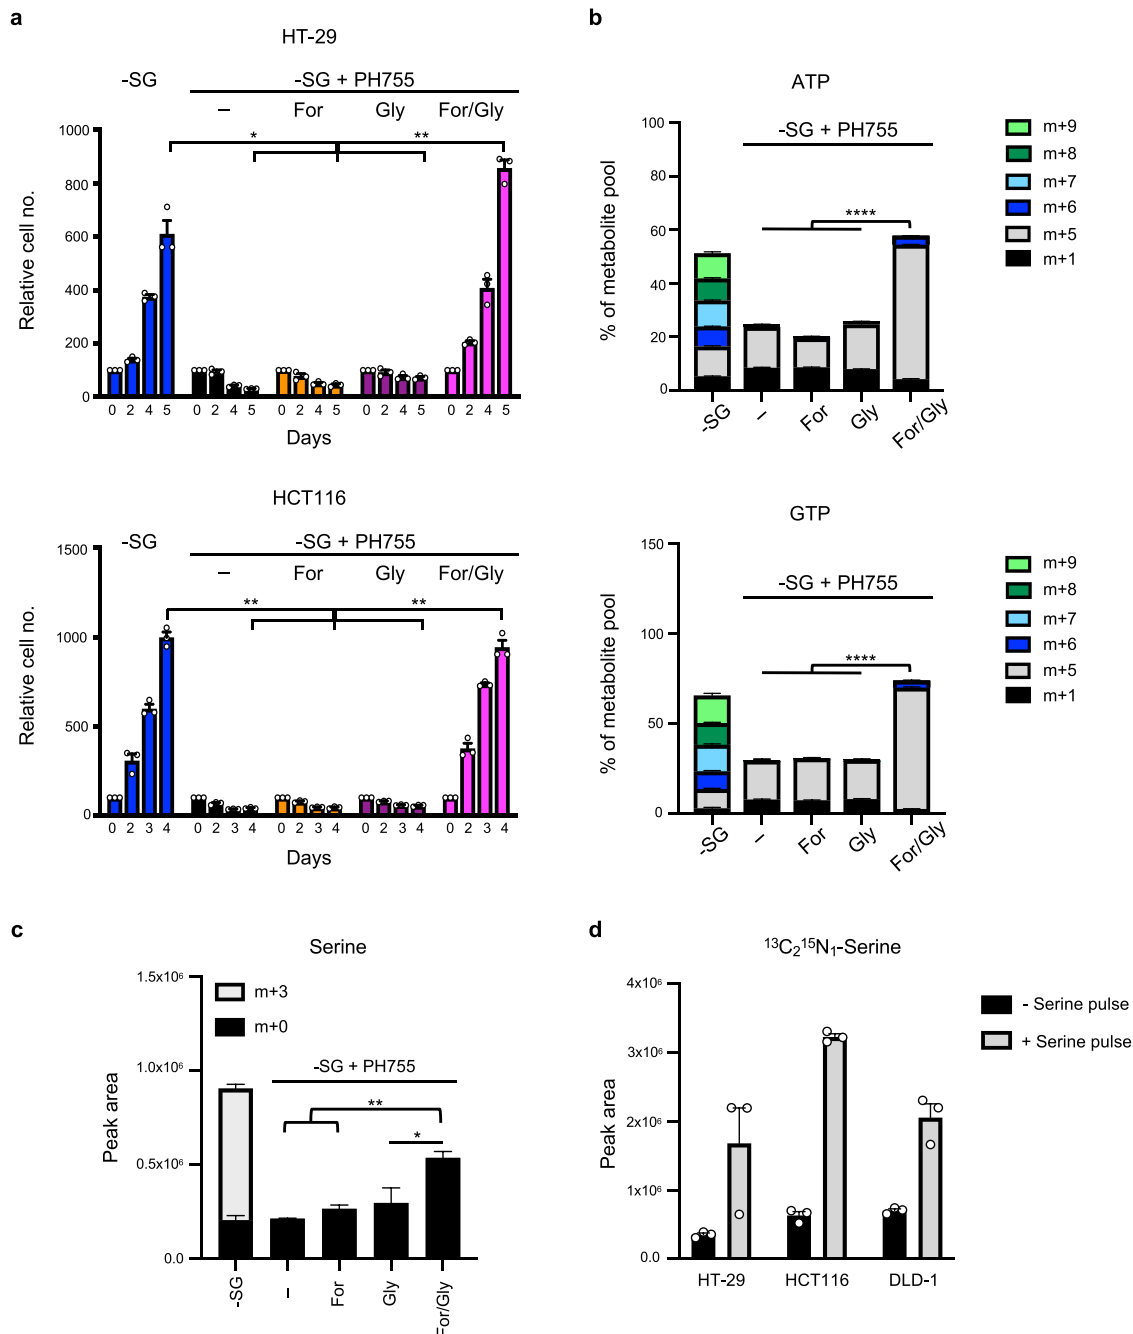 a
HT-29
-SG
-SG + PH755
–
For
Gly
For/Gly
Relative cell no.
1000
800
600
400
200
0
*
**
0 2 4 5 0 2 4 5 0 2 4 5 0 2 4 5 0 2 4 5
Days
HCT116
-SG
-SG + PH755
–
For
Gly
For/Gly
Relative cell no.
1500
1000
500
0
**
**
0 2 3 4 0 2 3 4 0 2 3 4 0 2 3 4 0 2 3 4
Days
b
ATP
-SG + PH755
% of metabolite pool
100
80
60
40
20
0
****
-SG
–
For
Gly
For/Gly
m+9
m+8
m+7
m+6
m+5
m+1
GTP
-SG + PH755
% of metabolite pool
150
100
50
0
****
-SG
–
For
Gly
For/Gly
m+9
m+8
m+7
m+6
m+5
m+1
c
Serine
m+3
m+0
-SG + PH755
Peak area
1.5x10⁶
1.0x10⁶
0.5x10⁶
0.0
**
*
-SG
–
For
Gly
For/Gly
d
¹³C₂¹⁵N₁-Serine
Peak area
4x10⁶
3x10⁶
2x10⁶
1x10⁶
0.0
HT-29
HCT116
DLD-1
- Serine pulse
+ Serine pulse